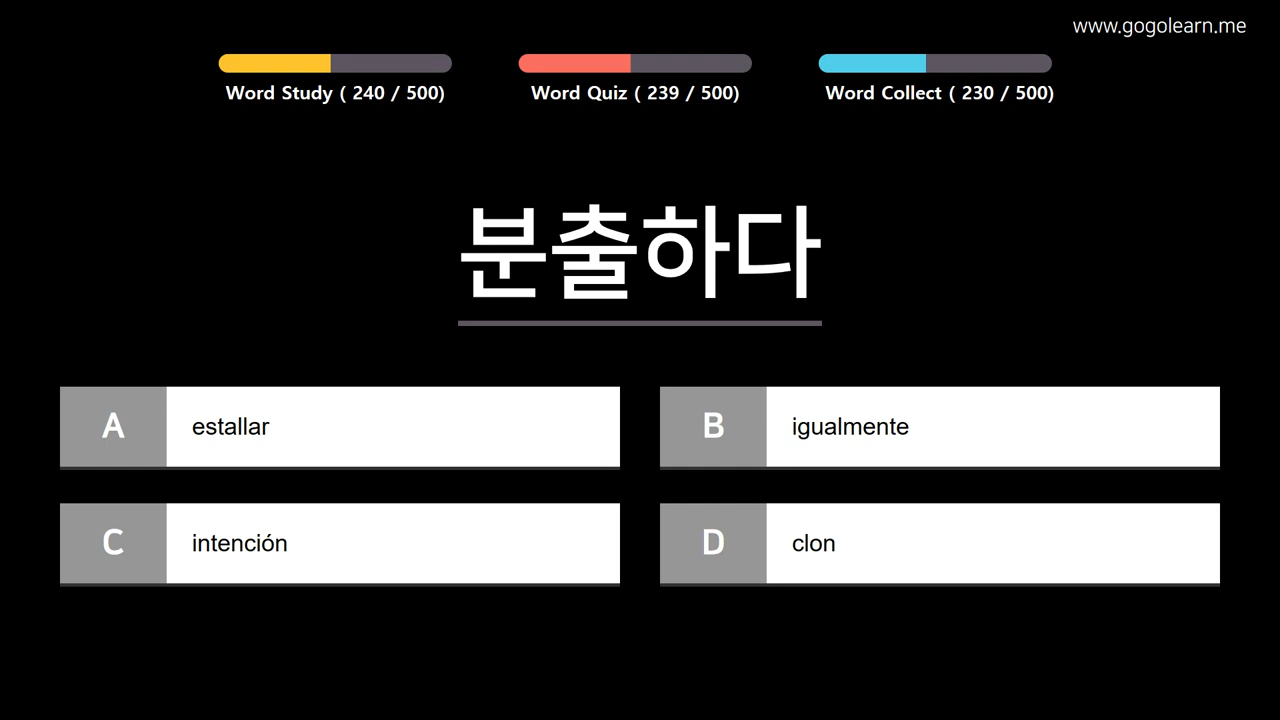 www.gogolearn.me
Word Study ( 240 / 500)
Word Quiz ( 239 / 500)
Word Collect ( 230 / 500)
분출하다
A estallar
B igualmente
C intención
D clon